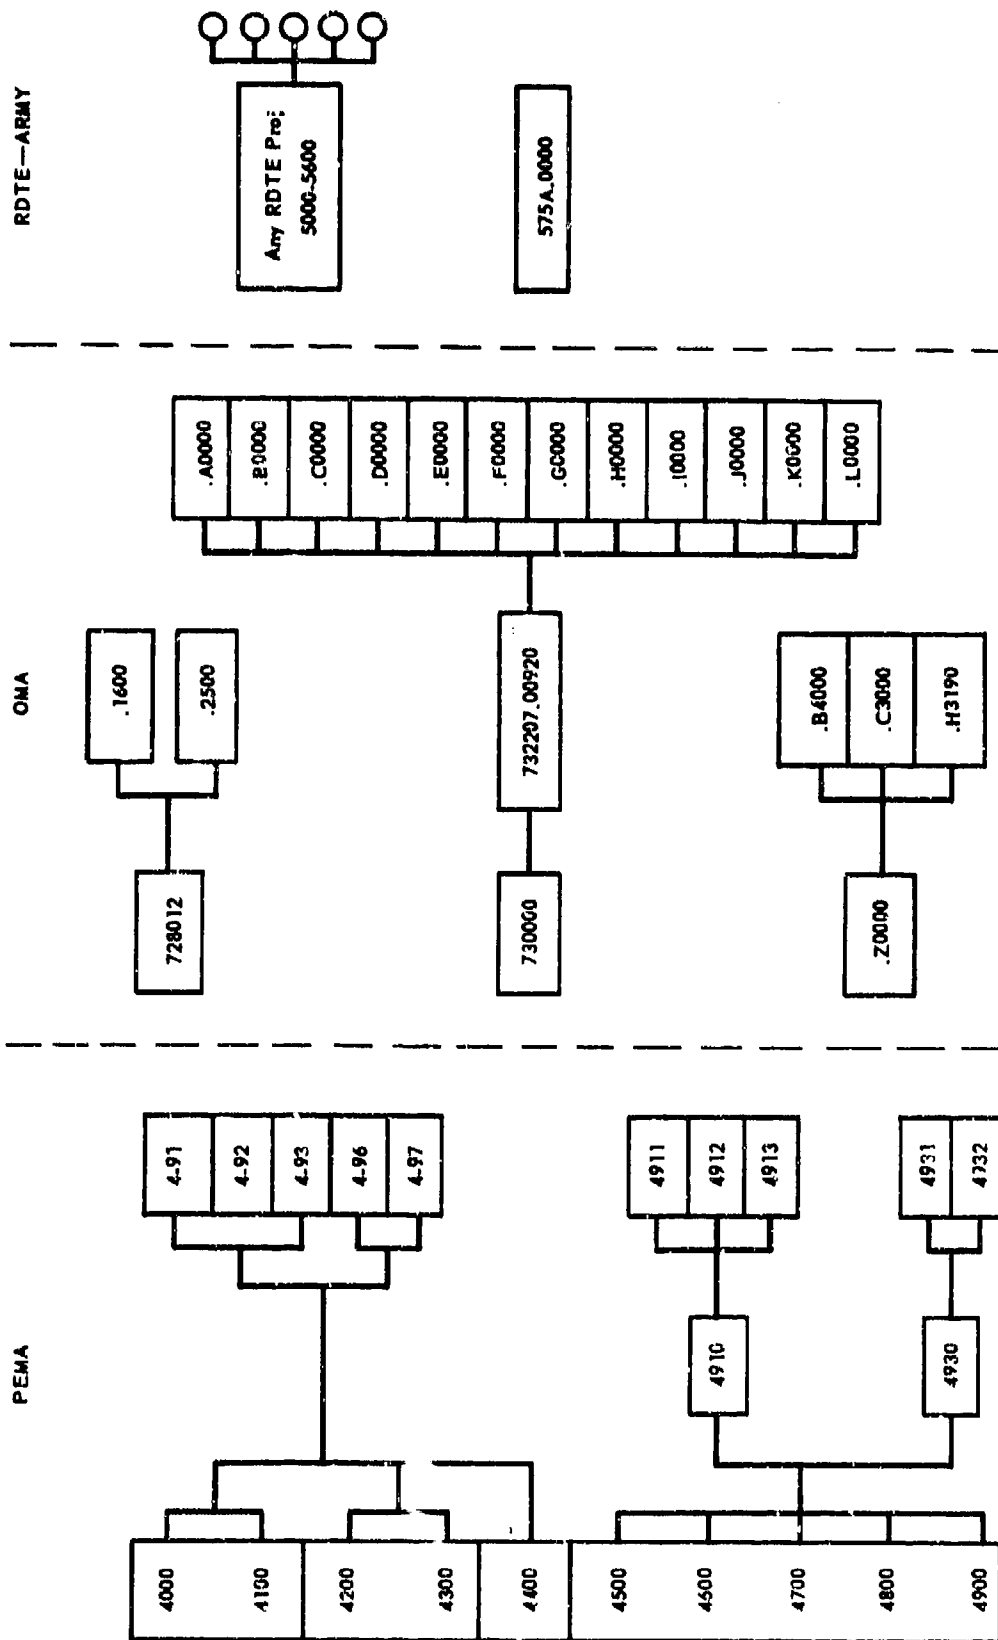 PEMA
4000
4100
4200
4300
4400
4500
4600
4700
4800
4900
4-91
4-92
4-93
4-96
4-97
4910
4911
4912
4913
4930
4931
4732
OMA
728012
.1600
.2500
730000
732207.00920
.A0000
.B0000
.C0000
.D0000
.E0000
.F0000
.G0000
.H0000
.I0000
.J0000
.K0000
.L0000
.Z0000
.B4000
.C3000
.H3190
RDTE—ARMY
Any RDTE Proj
5000-5600
575A.0000